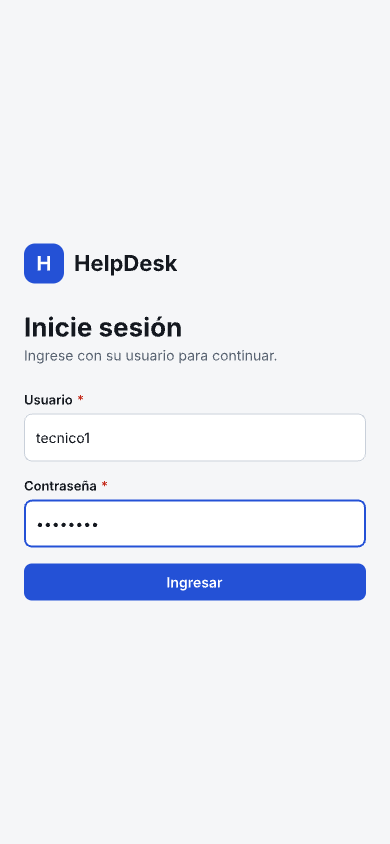 H HelpDesk
Inicie sesión
Ingrese con su usuario para continuar.
Usuario *
tecnico1
Contraseña *
••••••••
Ingresar